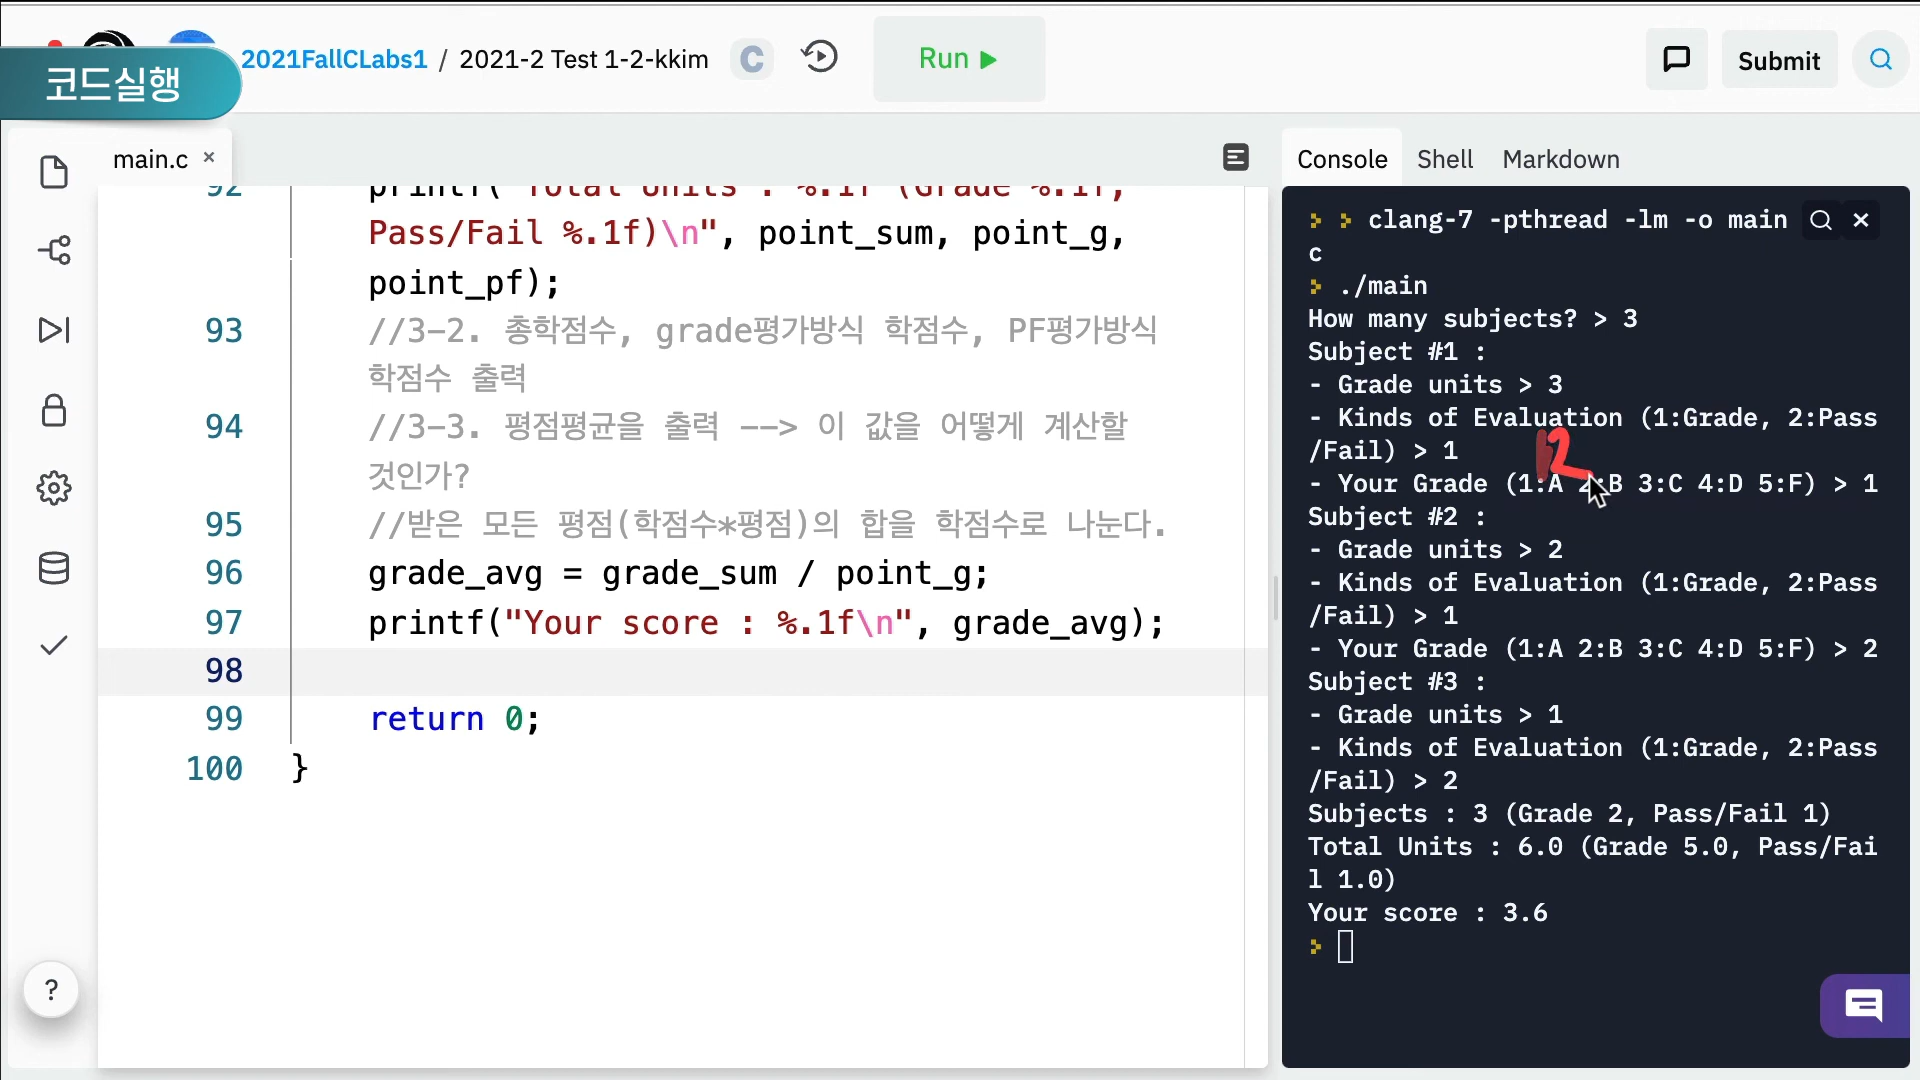 코드실행
2021FallCLabs1 / 2021-2 Test 1-2-kkim
C
Run
Submit
main.c ×
Console Shell Markdown
92 printf("Total Units : %.1f (Grade %.1f,
Pass/Fail %.1f)\n", point_sum, point_g,
point_pf);
93 //3-2. 총학점수, grade평가방식 학점수, PF평가방식
학점수 출력
94 //3-3. 평점평균을 출력 --> 이 값을 어떻게 계산할
것인가?
95 //받은 모든 평점(학점수*평점)의 합을 학점수로 나눈다.
96 grade_avg = grade_sum / point_g;
97 printf("Your score : %.1f\n", grade_avg);
98
99 return 0;
100 }
clang-7 -pthread -lm -o main
c
./main
How many subjects? > 3
Subject #1 :
- Grade units > 3
- Kinds of Evaluation (1:Grade, 2:Pass
/Fail) > 1
12
- Your Grade (1:A 2:B 3:C 4:D 5:F) > 1
Subject #2 :
- Grade units > 2
- Kinds of Evaluation (1:Grade, 2:Pass
/Fail) > 1
- Your Grade (1:A 2:B 3:C 4:D 5:F) > 2
Subject #3 :
- Grade units > 1
- Kinds of Evaluation (1:Grade, 2:Pass
/Fail) > 2
Subjects : 3 (Grade 2, Pass/Fail 1)
Total Units : 6.0 (Grade 5.0, Pass/Fai
l 1.0)
Your score : 3.6
?